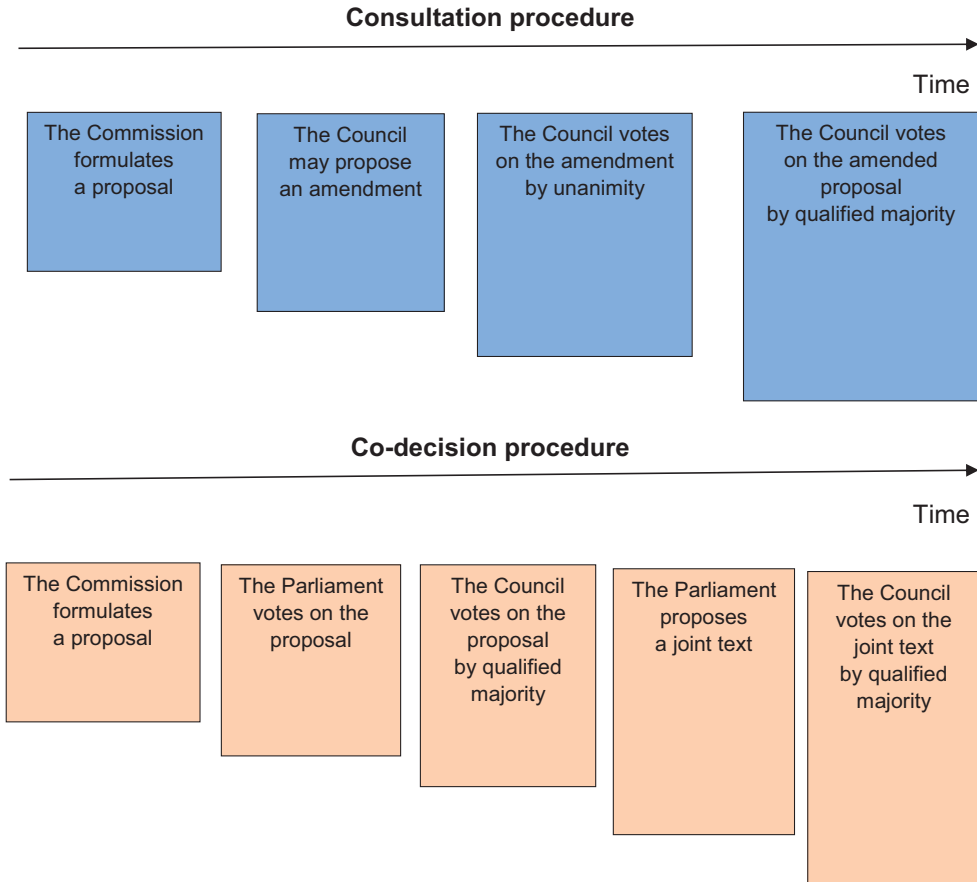 Consultation procedure
Time
The Commission
formulates
a proposal
The Council
may propose
an amendment
The Council votes
on the amendment
by unanimity
The Council votes
on the amended
proposal
by qualified majority
Co-decision procedure
Time
The Commission
formulates
a proposal
The Parliament
votes on the
proposal
The Council
votes on the
proposal
by qualified
majority
The Parliament
proposes
a joint text
The Council
votes on the
joint text
by qualified
majority